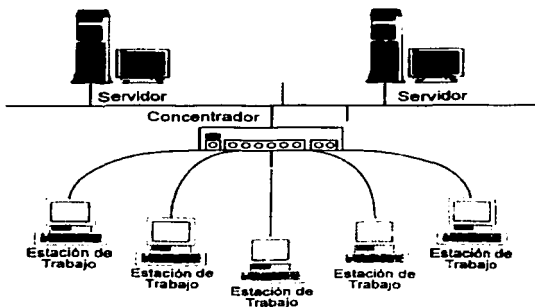 Servidor
Servidor
Concentrador
Estación de
Trabajo
Estación de
Trabajo
Estación de
Trabajo
Estación de
Trabajo
Estación de
Trabajo